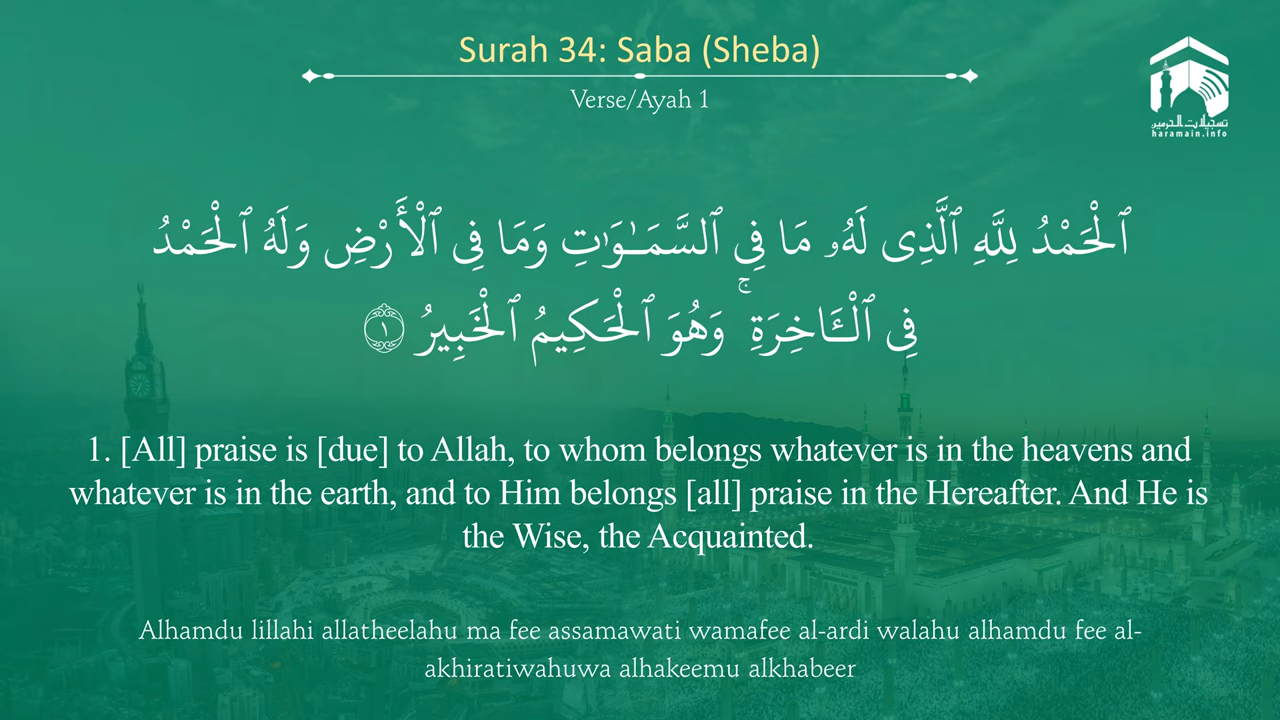 Surah 34: Saba (Sheba)
Verse/Ayah 1
تسجيلات الحرمين
haramain.info
ٱلْحَمْدُ لِلَّهِ ٱلَّذِى لَهُۥ مَا فِى ٱلسَّمَـٰوَٰتِ وَمَا فِى ٱلْأَرْضِ وَلَهُ ٱلْحَمْدُ
فِى ٱلْـَٔاخِرَةِ ۚ وَهُوَ ٱلْحَكِيمُ ٱلْخَبِيرُ ١
1. [All] praise is [due] to Allah, to whom belongs whatever is in the heavens and
whatever is in the earth, and to Him belongs [all] praise in the Hereafter. And He is
the Wise, the Acquainted.
Alhamdu lillahi allatheelahu ma fee assamawati wamafee al-ardi walahu alhamdu fee al-
akhiratiwahuwa alhakeemu alkhabeer